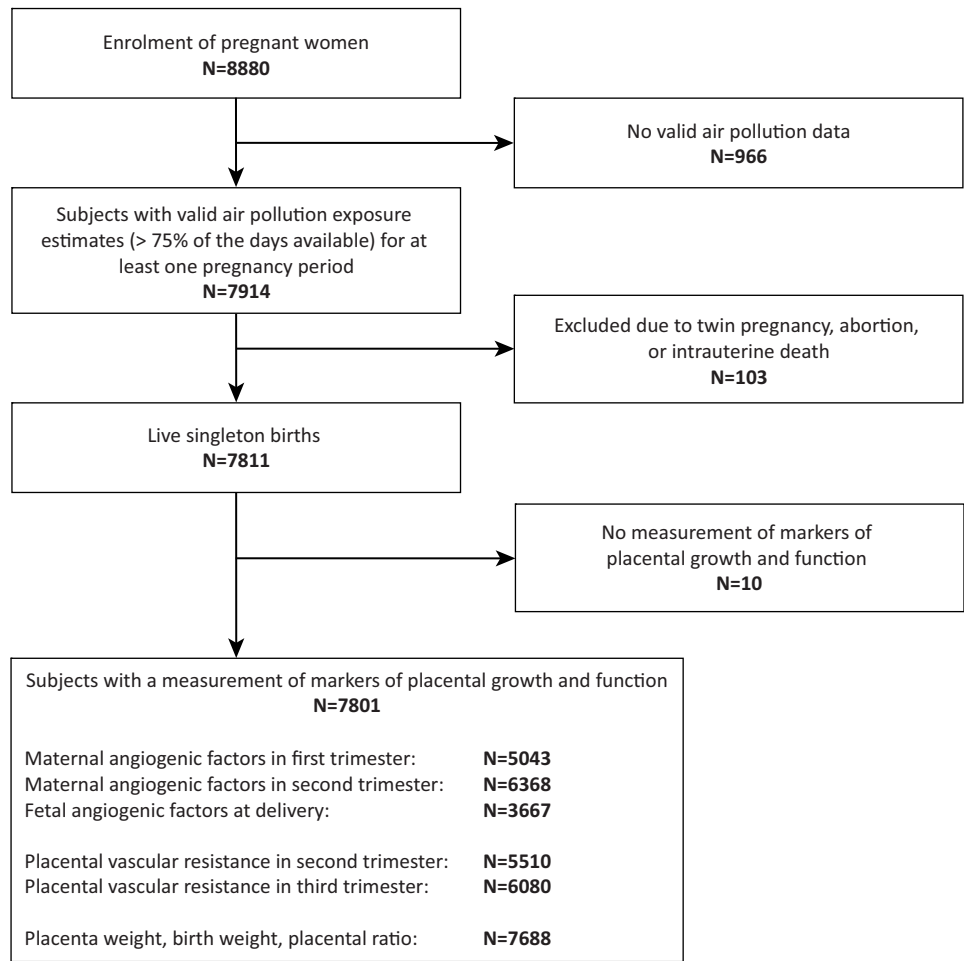 Enrolment of pregnant women
N=8880
No valid air pollution data
N=966
Subjects with valid air pollution exposure
estimates (> 75% of the days available) for at
least one pregnancy period
N=7914
Excluded due to twin pregnancy, abortion,
or intrauterine death
N=103
Live singleton births
N=7811
No measurement of markers of
placental growth and function
N=10
Subjects with a measurement of markers of placental growth and function
N=7801
Maternal angiogenic factors in first trimester: N=5043
Maternal angiogenic factors in second trimester: N=6368
Fetal angiogenic factors at delivery: N=3667
Placental vascular resistance in second trimester: N=5510
Placental vascular resistance in third trimester: N=6080
Placenta weight, birth weight, placental ratio: N=7688